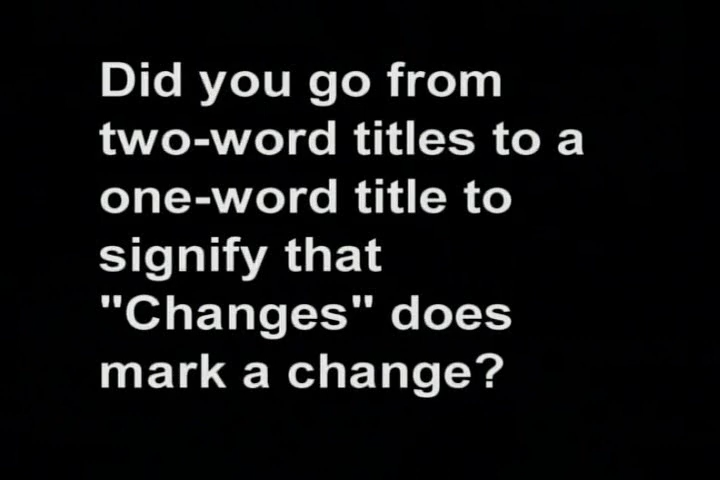 Did you go from
two-word titles to a
one-word title to
signify that
"Changes" does
mark a change?